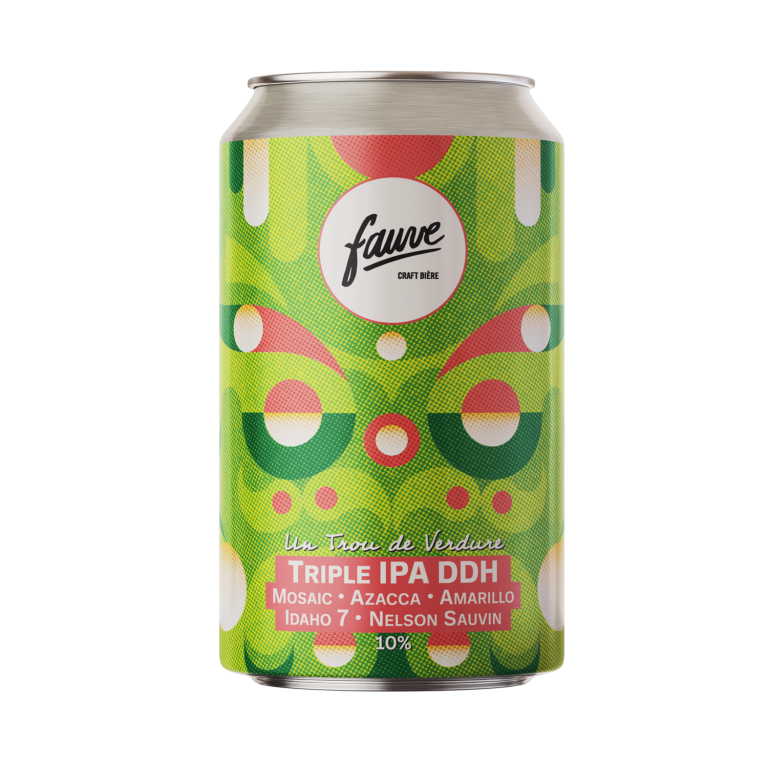 fauve
CRAFT BIÈRE
Un Trou de Verdure
TRIPLE IPA DDH
MOSAIC • AZACCA • AMARILLO
IDAHO 7 • NELSON SAUVIN
10%